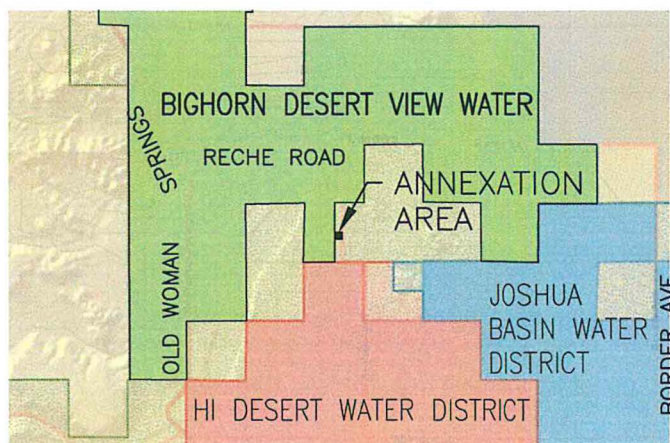 BIGHORN DESERT VIEW WATER
SPRINGS
RECHE ROAD
ANNEXATION
AREA
OLD WOMAN
JOSHUA
BASIN WATER
DISTRICT
BORDER AVE
HI DESERT WATER DISTRICT